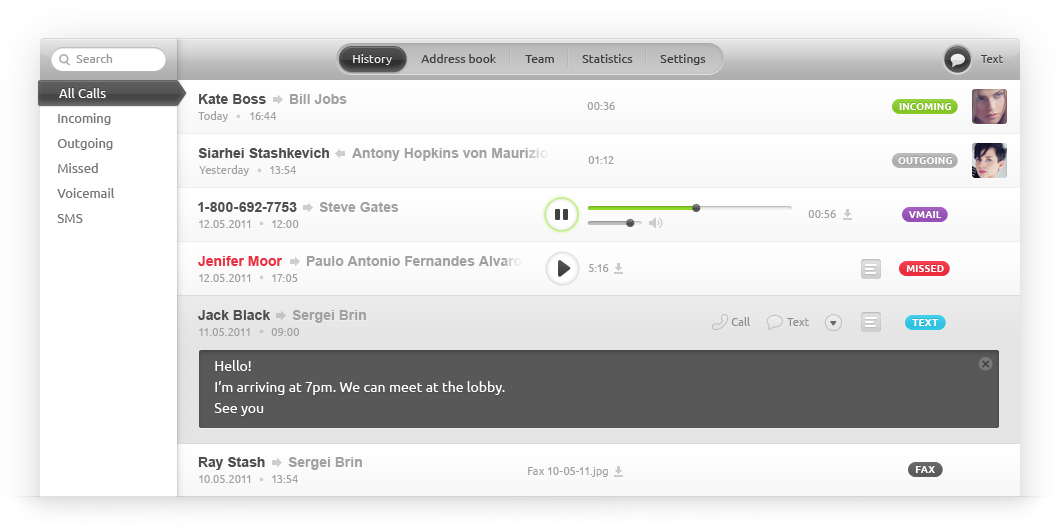 Search
History
Address book
Team
Statistics
Settings
Text
All Calls
Incoming
Outgoing
Missed
Voicemail
SMS
Kate Boss Bill Jobs
Today • 16:44
00:36
INCOMING
Siarhei Stashkevich Antony Hopkins von Maurizio
Yesterday • 13:54
01:12
OUTGOING
1-800-692-7753 Steve Gates
12.05.2011 • 12:00
00:56
VMAIL
Jenifer Moor Paulo Antonio Fernandes Alvaro
12.05.2011 • 17:05
5:16
MISSED
Jack Black Sergei Brin
11.05.2011 • 09:00
Call
Text
TEXT
Hello!
I'm arriving at 7pm. We can meet at the lobby.
See you
Ray Stash Sergei Brin
10.05.2011 • 13:54
Fax 10-05-11.jpg
FAX